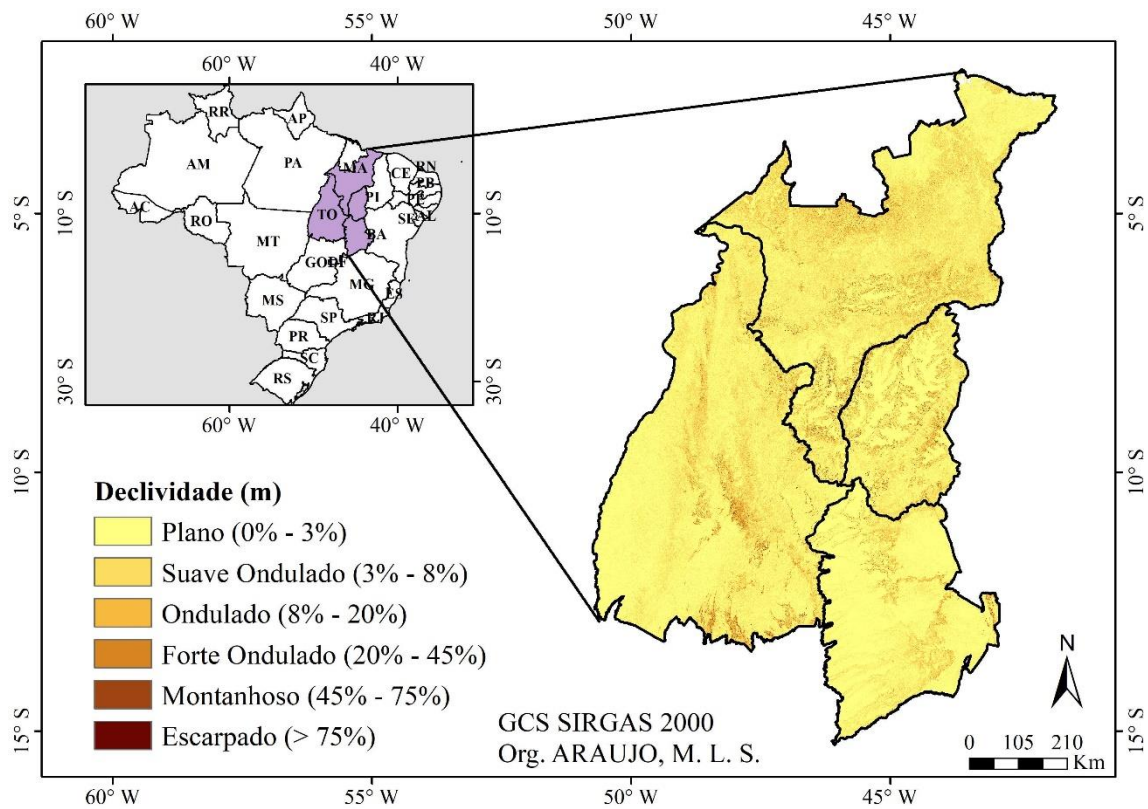 60° W
55° W
50° W
45° W
60° W
40° W
RR
AP
AM
PA
MA
CE
RN
PB
PI
PE
AC
TO
AL
SE
RO
BA
MT
GO
DF
MG
MS
ES
SP
RJ
PR
SC
RS
10° S
30° S
60° W
40° W
5° S
10° S
15° S
5° S
10° S
15° S
Declividade (m)
Plano (0% - 3%)
Suave Ondulado (3% - 8%)
Ondulado (8% - 20%)
Forte Ondulado (20% - 45%)
Montanhoso (45% - 75%)
Escarpado (> 75%)
GCS SIRGAS 2000
Org. ARAUJO, M. L. S.
N
0 105 210
Km
60° W
55° W
50° W
45° W